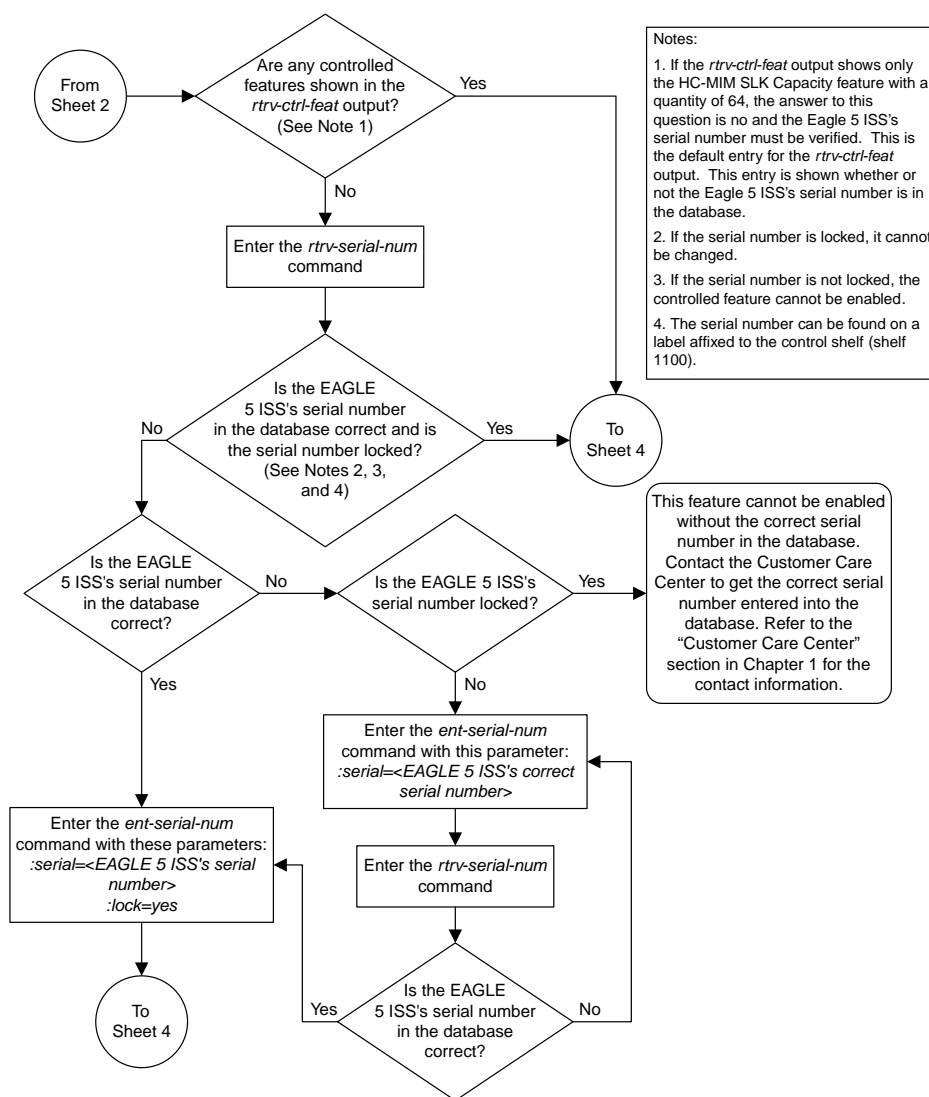 From
Sheet 2
Are any controlled
features shown in the
rtrv-ctrl-feat output?
(See Note 1)
Yes
No
Notes:
1. If the rtrv-ctrl-feat output shows only
the HC-MIM SLK Capacity feature with a
quantity of 64, the answer to this
question is no and the Eagle 5 ISS's
serial number must be verified. This is
the default entry for the rtrv-ctrl-feat
output. This entry is shown whether or
not the Eagle 5 ISS's serial number is in
the database.
2. If the serial number is locked, it cannot
be changed.
3. If the serial number is not locked, the
controlled feature cannot be enabled.
4. The serial number can be found on a
label affixed to the control shelf (shelf
1100).
Enter the rtrv-serial-num
command
Is the EAGLE
5 ISS's serial number
in the database correct and is
the serial number locked?
(See Notes 2, 3,
and 4)
No
Yes
To
Sheet 4
Is the EAGLE
5 ISS's serial number
in the database
correct?
No
Yes
Is the EAGLE 5 ISS's
serial number locked?
Yes
No
This feature cannot be enabled
without the correct serial
number in the database.
Contact the Customer Care
Center to get the correct serial
number entered into the
database. Refer to the
“Customer Care Center”
section in Chapter 1 for the
contact information.
Enter the ent-serial-num
command with this parameter:
:serial=<EAGLE 5 ISS's correct
serial number>
Enter the ent-serial-num
command with these parameters:
:serial=<EAGLE 5 ISS's serial
number>
:lock=yes
Enter the rtrv-serial-num
command
Is the EAGLE
5 ISS's serial number
in the database
correct?
Yes
No
To
Sheet 4